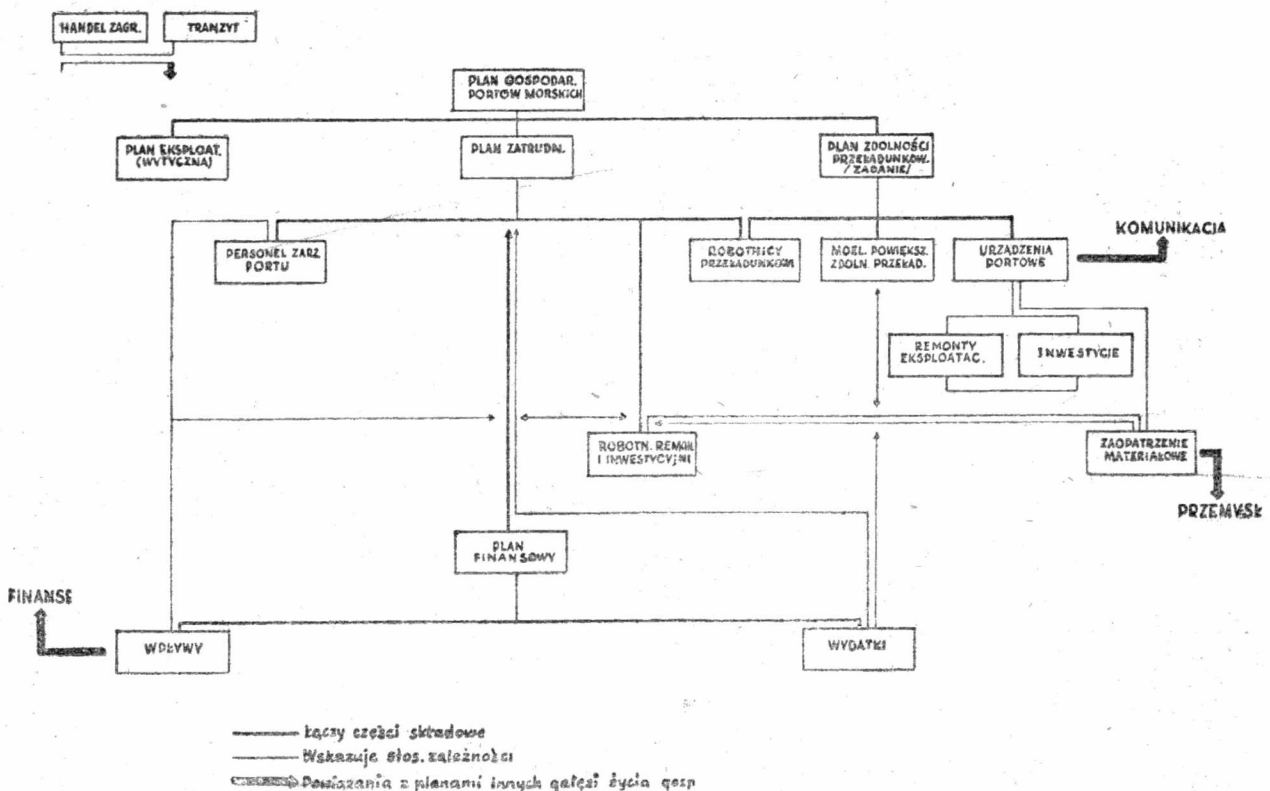 HANDEL ZAGR.
TRANZYT
PLAN GOSPODAR.
PORTÓW MORSKICH
PLAN EKSPLOAT.
(WYTYCZNA)
PLAN ZATRUDN.
PLAN ZDOLNOŚCI
PRZEŁADUNKOW.
/ZADANIE/
KOMUNIKACJA
PERSONEL ZARZ.
PORTU
ROBOTNICY
PRZEŁADUNKOWI
MOŻL. POWIĘKSZ.
ZDOLN. PRZEŁAD.
URZĄDZENIA
PORTOWE
REMONTY
EKSPLOATAC.
INWESTYCJE
ROBOTN. REMON.
I INWESTYCYJNI
ZAOPATRZENIE
MATERIAŁOWE
PRZEMYSŁ
PLAN
FINANSOWY
FINANSE
WPŁYWY
WYDATKI
Łączy części składowe
Wskazuje stos. zależności
Powiązania z planami innych gałęzi życia gosp